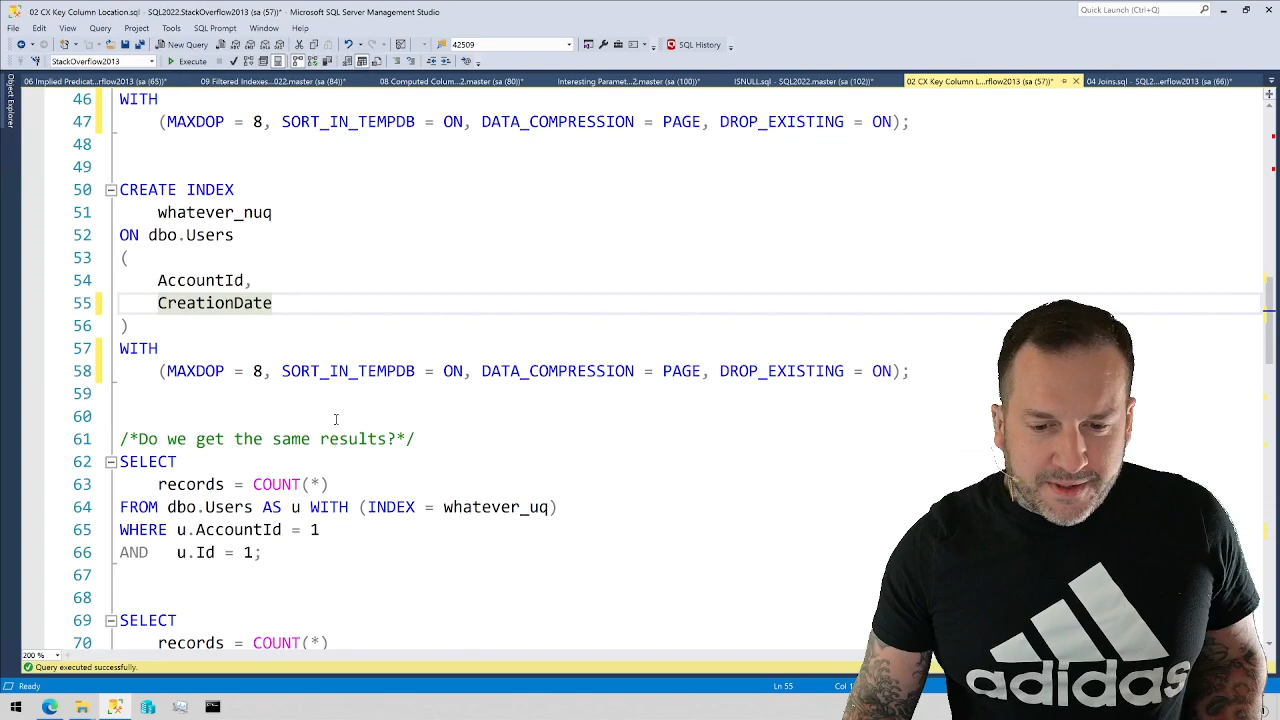 02 CX Key Column Location.sql - SQL2022.StackOverflow2013 (sa (57))* - Microsoft SQL Server Management Studio
Quick Launch (Ctrl+Q)
File Edit View Query Project Tools SQL Prompt Window Help
New Query 42509 SQL History
StackOverflow2013 Execute
06 Implied Predicat...rflow2013 (sa (65))* 09 Filtered Indexes...022.master (sa (84))* 08 Computed Colum...2.master (sa (80))* Interesting Paramet...2.master (sa (100))* ISNULL.sql - SQL2022.master (sa (102))* 02 CX Key Column L...rflow2013 (sa (57))* 04 Joins.sql - SQL2...erflow2013 (sa (66))*
Object Explorer
46 WITH
47 (MAXDOP = 8, SORT_IN_TEMPDB = ON, DATA_COMPRESSION = PAGE, DROP_EXISTING = ON);
48
49
50 CREATE INDEX
51 whatever_nuq
52 ON dbo.Users
53 (
54 AccountId,
55 CreationDate
56 )
57 WITH
58 (MAXDOP = 8, SORT_IN_TEMPDB = ON, DATA_COMPRESSION = PAGE, DROP_EXISTING = ON);
59
60
61 /*Do we get the same results?*/
62 SELECT
63 records = COUNT(*)
64 FROM dbo.Users AS u WITH (INDEX = whatever_uq)
65 WHERE u.AccountId = 1
66 AND u.Id = 1;
67
68
69 SELECT
70 records = COUNT(*)
200 %
Query executed successfully.
Ready Ln 55 Col 1
adidas